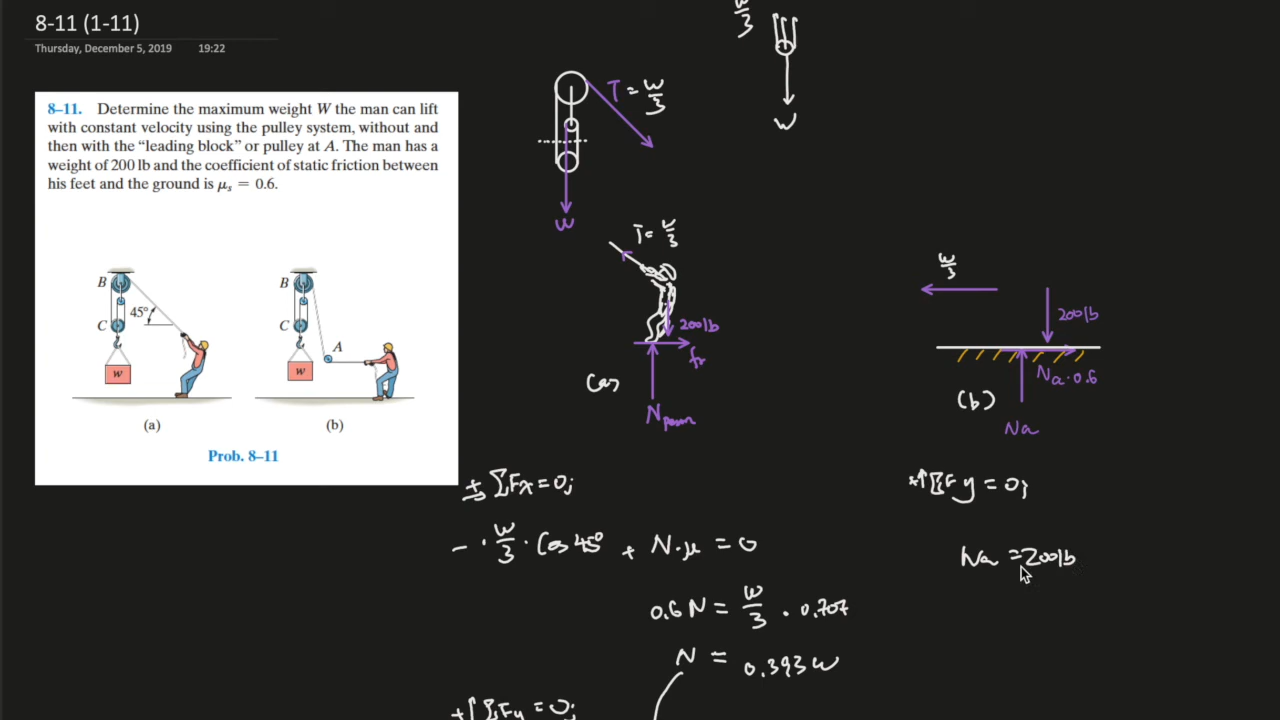 8-11 (1-11)
Thursday, December 5, 2019 19:22
8–11. Determine the maximum weight W the man can lift
with constant velocity using the pulley system, without and
then with the “leading block” or pulley at A. The man has a
weight of 200 lb and the coefficient of static friction between
his feet and the ground is μs = 0.6.
B
C
45°
W
(a)
B
C
A
W
(b)
Prob. 8–11
T = W/3
W
W/3
W
T = W/3
200lb
fx
(a)
N
W/3
200lb
Na · 0.6
(b)
Na
+→ ΣFx = 0;
− · W/3 · Cos 45° + N·μ = 0
0.6 N = W/3 · 0.707
N = 0.393 W
+↑ ΣFy = 0;
+↑ ΣFy = 0;
Na = 200lb